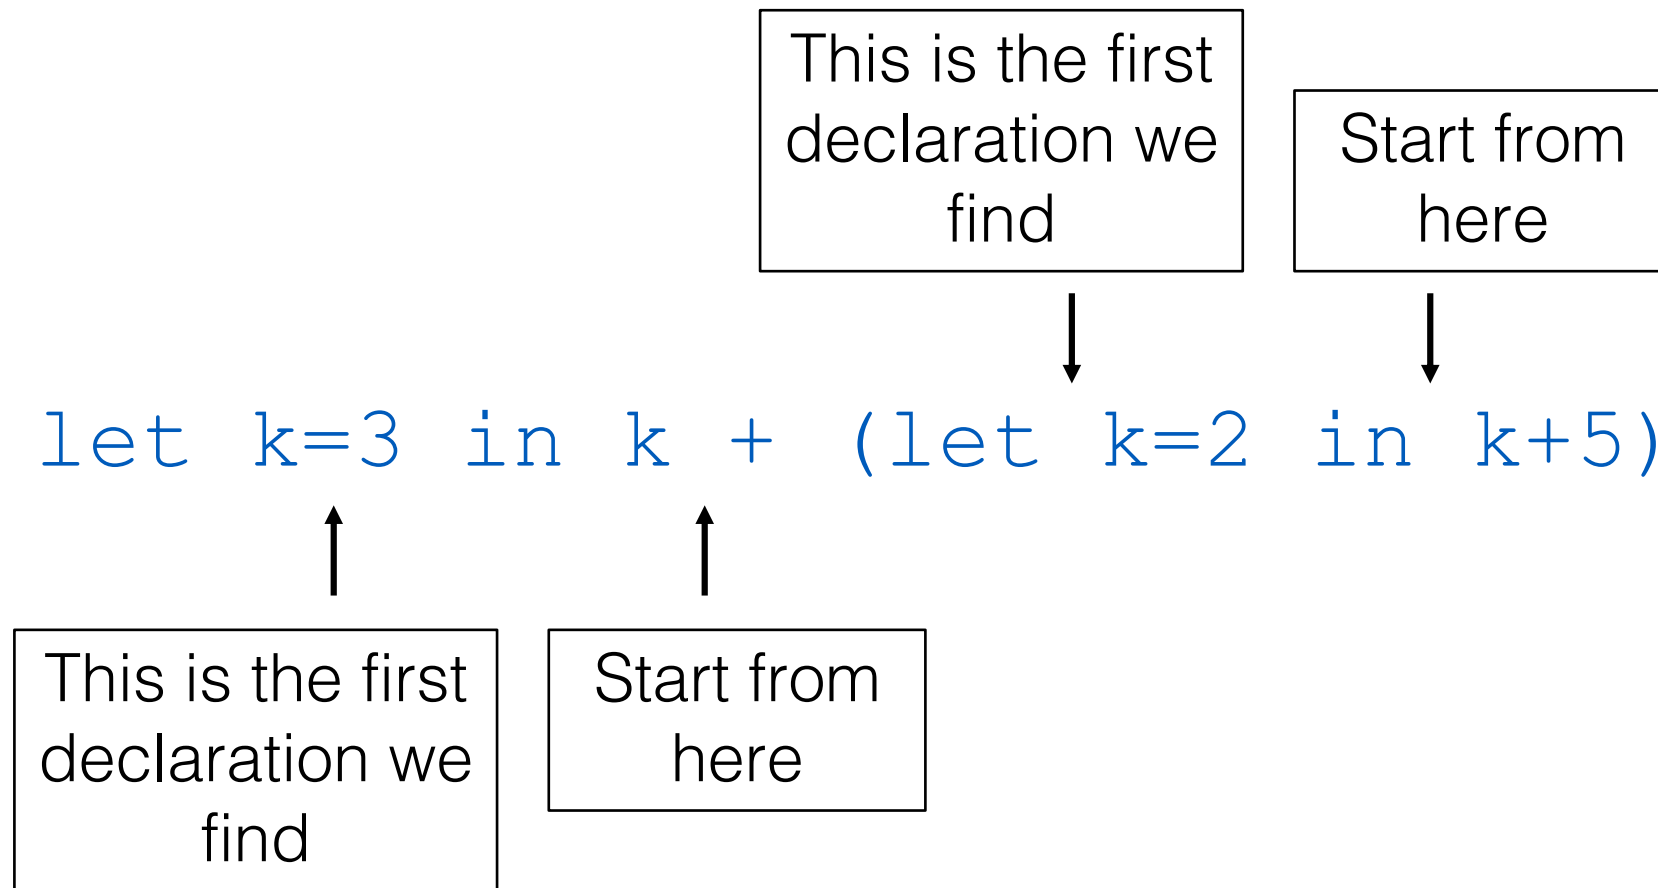 This is the first
declaration we
find
Start from
here
let k=3 in k + (let k=2 in k+5)
This is the first
declaration we
find
Start from
here